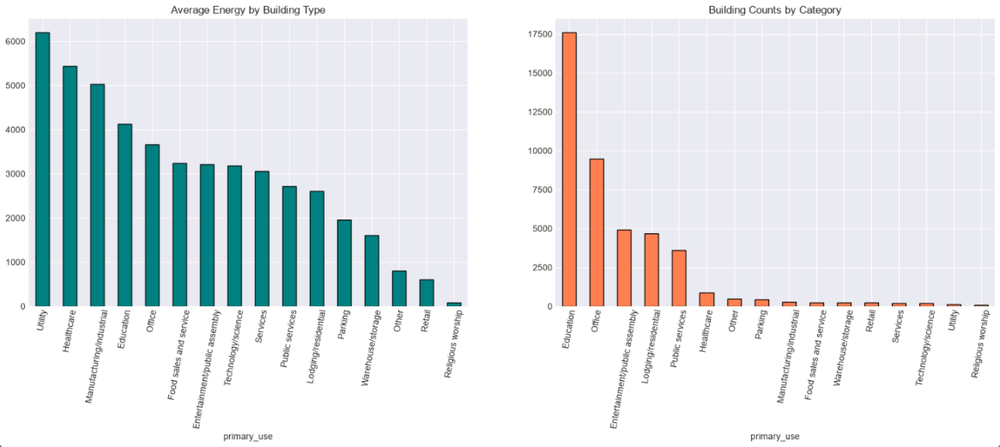 Average Energy by Building Type
6000
5000
4000
3000
2000
1000
0
Utility
Healthcare
Manufacturing/industrial
Education
Office
Food sales and service
Entertainment/public assembly
Technology/science
Services
Public services
Lodging/residential
Parking
Warehouse/storage
Other
Retail
Religious worship
primary_use
Building Counts by Category
17500
15000
12500
10000
7500
5000
2500
0
Education
Office
Entertainment/public assembly
Lodging/residential
Public services
Healthcare
Other
Parking
Manufacturing/industrial
Food sales and service
Warehouse/storage
Retail
Services
Technology/science
Utility
Religious worship
primary_use